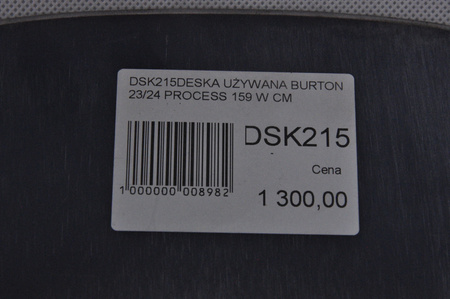 DSK215DESKA UŻYWANA BURTON
23/24 PROCESS 159 W CM
DSK215
Cena
1 300,00
1 000000 008982